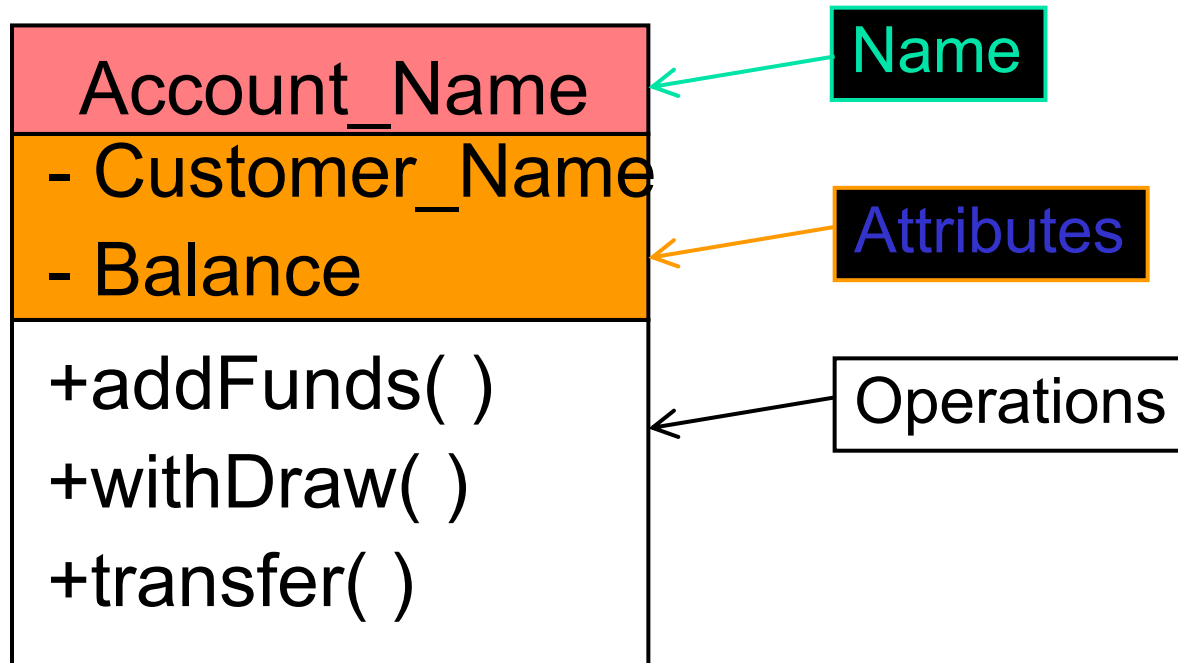 Account_Name
- Customer_Name
- Balance
+addFunds( )
+withDraw( )
+transfer( )
Name
Attributes
Operations